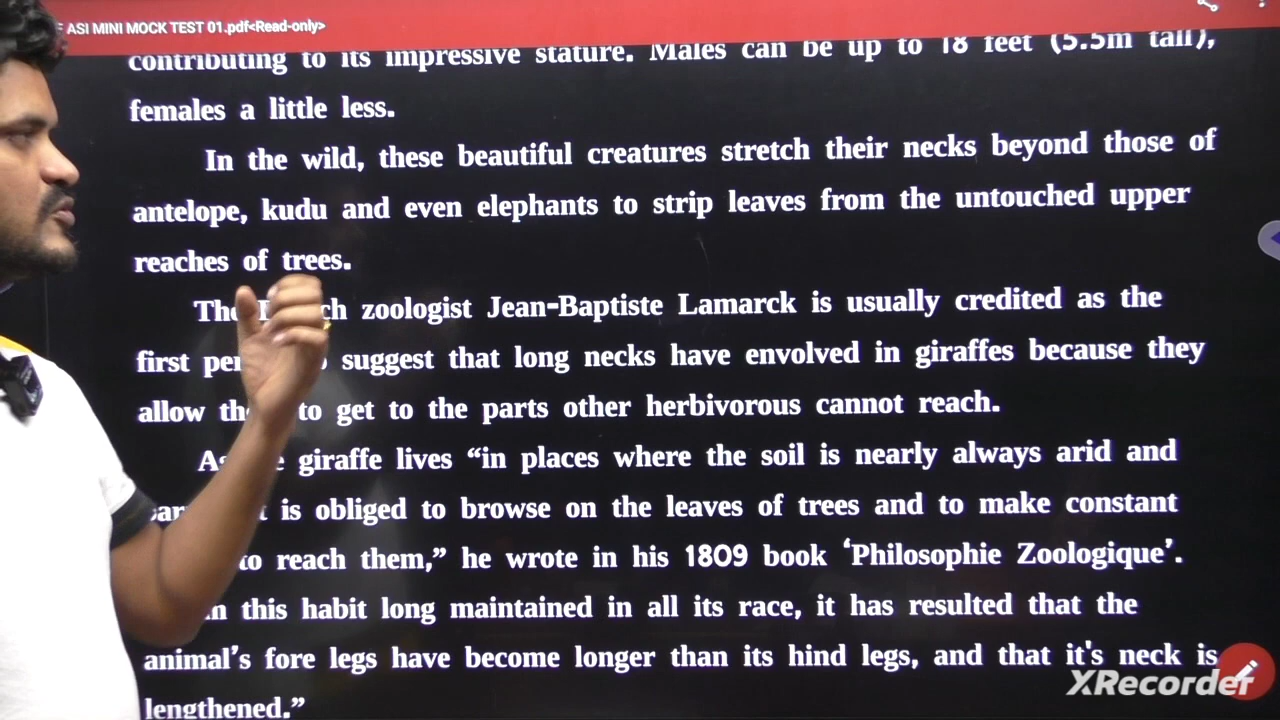 ASI MINI MOCK TEST 01.pdf<Read-only>
contributing to its impressive stature. Males can be up to 18 feet (5.5m tall),
females a little less.
In the wild, these beautiful creatures stretch their necks beyond those of
antelope, kudu and even elephants to strip leaves from the untouched upper
reaches of trees.
The zoologist Jean-Baptiste Lamarck is usually credited as the
first suggest that long necks have envolved in giraffes because they
allow to get to the parts other herbivorous cannot reach.
giraffe lives “in places where the soil is nearly always arid and
is obliged to browse on the leaves of trees and to make constant
to reach them,” he wrote in his 1809 book ‘Philosophie Zoologique’.
this habit long maintained in all its race, it has resulted that the
animal’s fore legs have become longer than its hind legs, and that it's neck is
lengthened.”
XRecorder